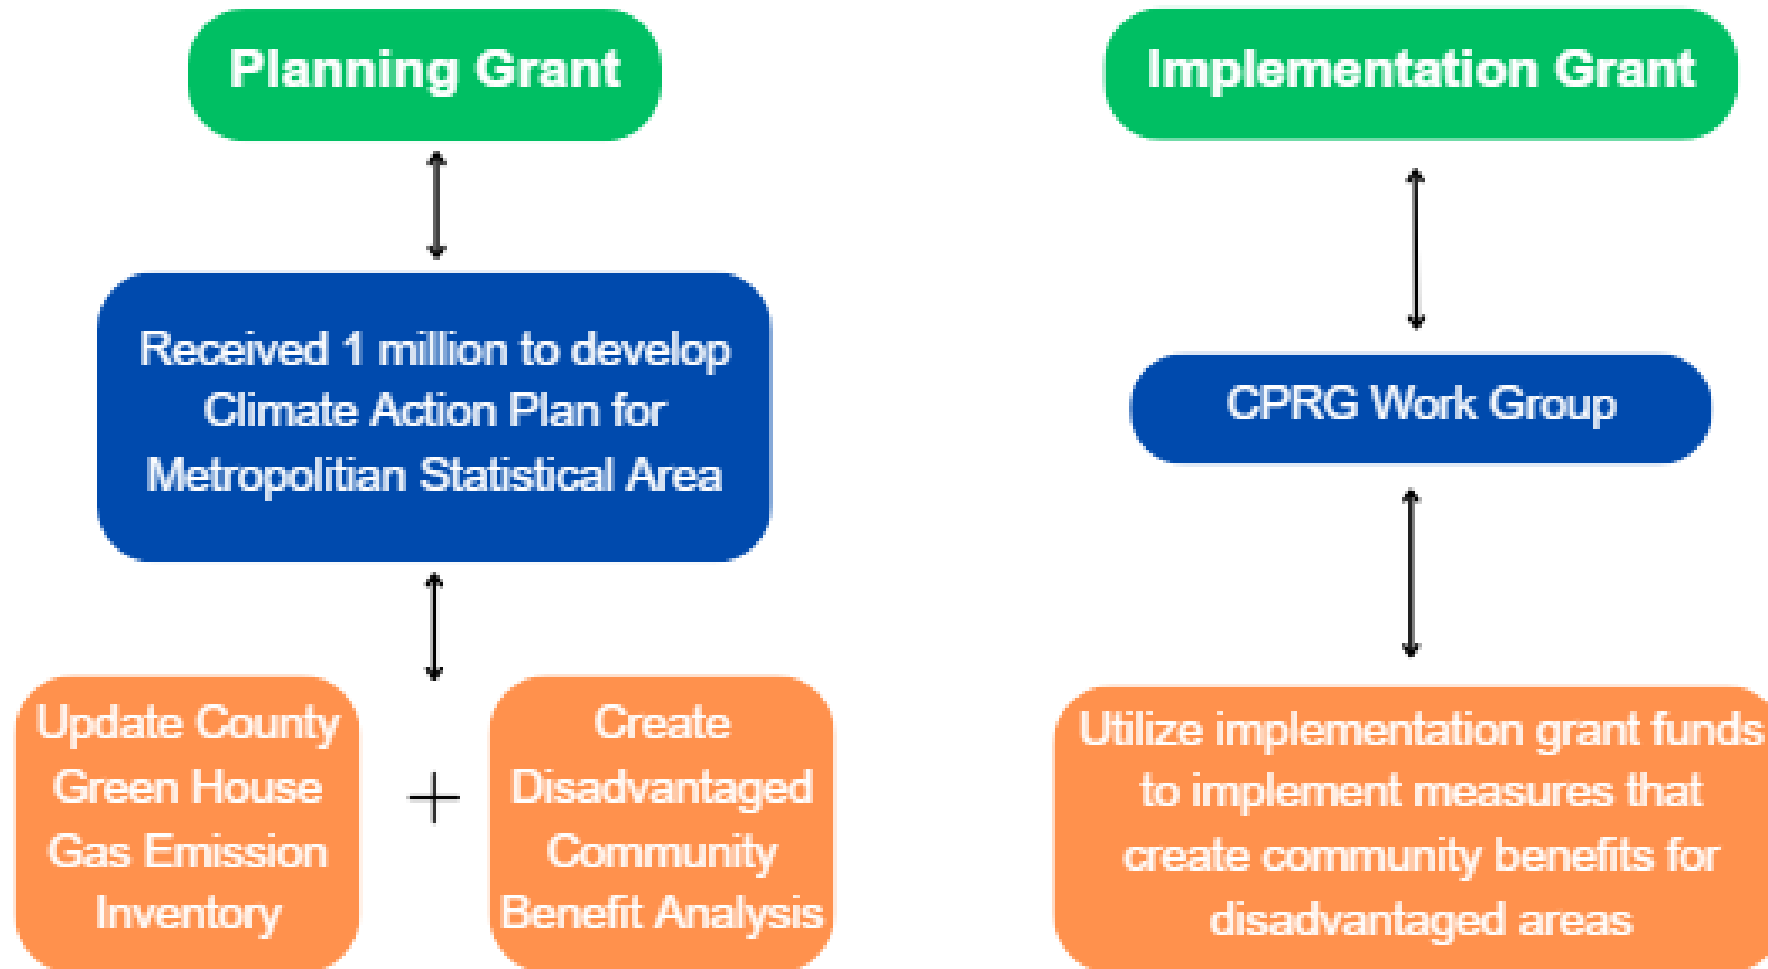 Planning Grant
Received 1 million to develop
Climate Action Plan for
Metropolitian Statistical Area
Update County
Green House
Gas Emission
Inventory
+
Create
Disadvantaged
Community
Benefit Analysis
Implementation Grant
CPRG Work Group
Utilize implementation grant funds
to implement measures that
create community benefits for
disadvantaged areas